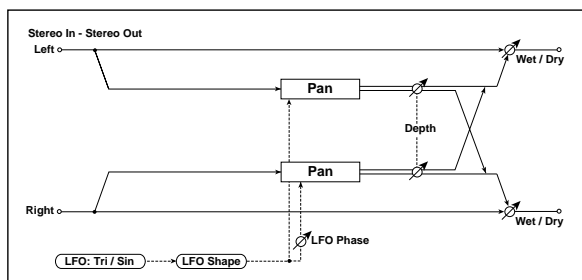 Stereo In - Stereo Out
Left
Wet / Dry
Pan
Depth
Pan
Right
Wet / Dry
LFO Phase
LFO: Tri / Sin
LFO Shape